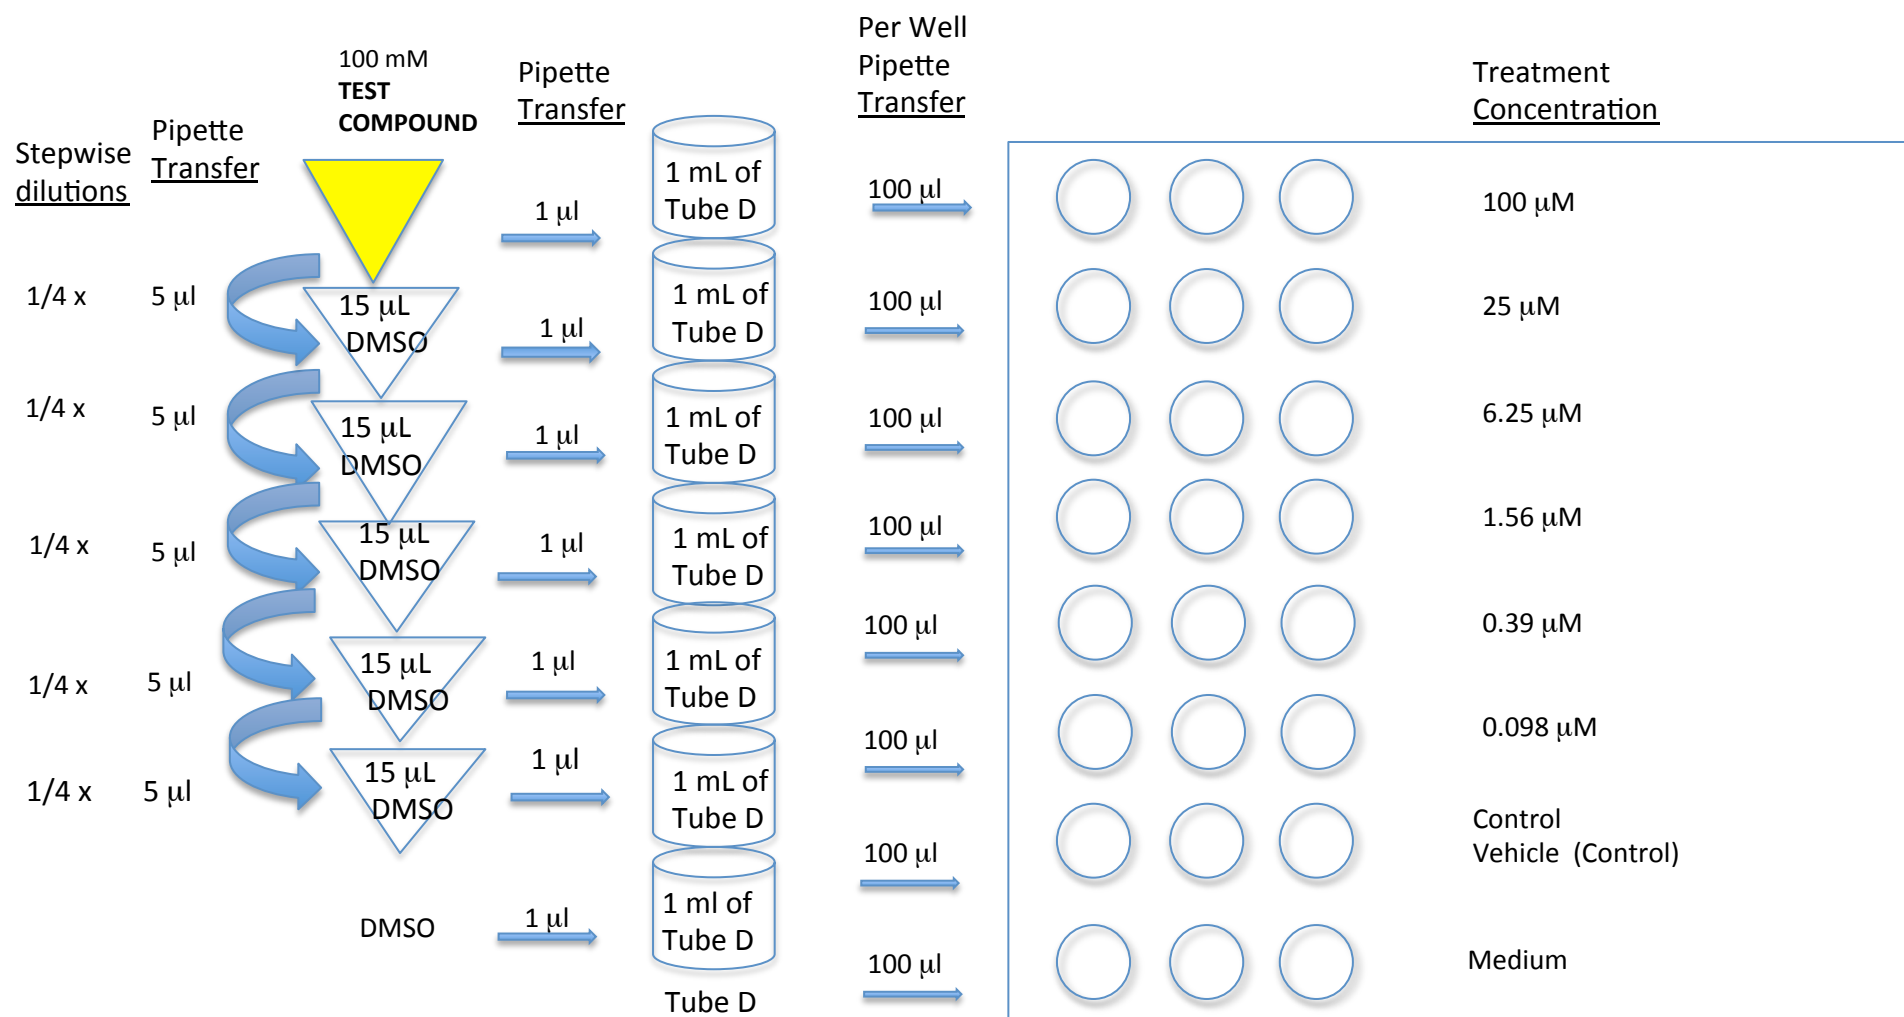 Stepwise
dilutions
Pipette
Transfer
100 mM
TEST
COMPOUND
Pipette
Transfer
Per Well
Pipette
Transfer
Treatment
Concentration
1 μl
1 mL of
Tube D
100 μl
100 μM
1/4 x
5 μl
15 μL
DMSO
1 μl
1 mL of
Tube D
100 μl
25 μM
1/4 x
5 μl
15 μL
DMSO
1 μl
1 mL of
Tube D
100 μl
6.25 μM
1/4 x
5 μl
15 μL
DMSO
1 μl
1 mL of
Tube D
100 μl
1.56 μM
1/4 x
5 μl
15 μL
DMSO
1 μl
1 mL of
Tube D
100 μl
0.39 μM
1/4 x
5 μl
15 μL
DMSO
1 μl
1 mL of
Tube D
100 μl
0.098 μM
DMSO
1 μl
1 ml of
Tube D
100 μl
Control
Vehicle (Control)
Tube D
100 μl
Medium